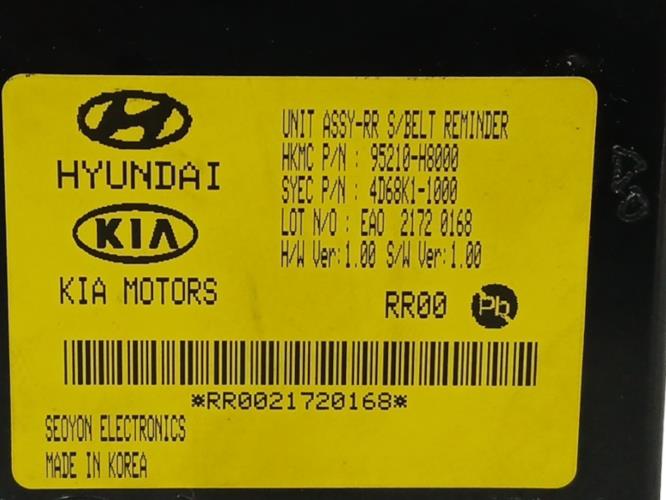 HYUNDAI
KIA
KIA MOTORS
UNIT ASSY-RR S/BELT REMINDER
HKMC P/N : 95210-H8000
SYEC P/N : 4D68K1-1000
LOT N/O : EAO 2172 0168
H/W Ver:1.00 S/W Ver:1.00
RR00 Pb
*RR0021720168*
SEOYON ELECTRONICS
MADE IN KOREA